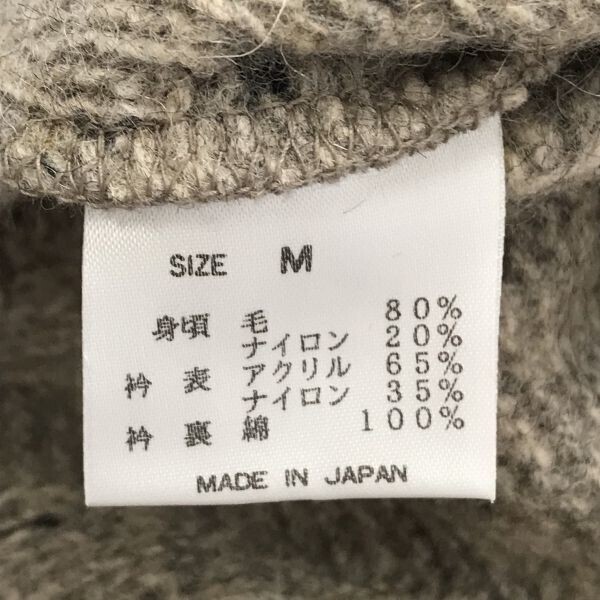 SIZE M
身頃 毛 80%
ナイロン 20%
衿 表 アクリル 65%
ナイロン 35%
衿 裏 綿 100%
MADE IN JAPAN